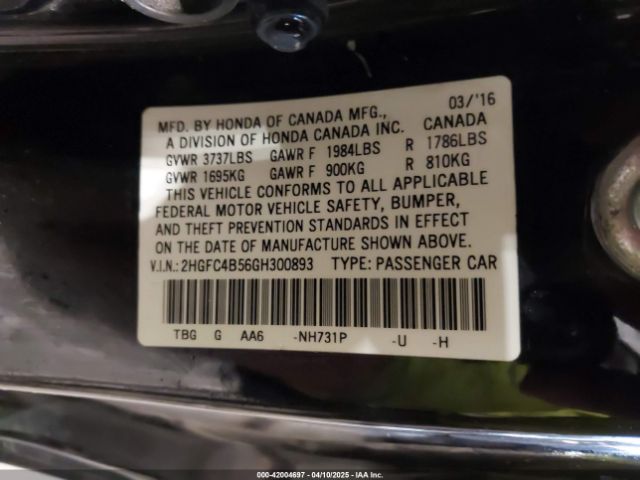 03/'16
MFD. BY HONDA OF CANADA MFG., CANADA
A DIVISION OF HONDA CANADA INC.
GVWR 3737LBS GAWR F 1984LBS R 1786LBS
GVWR 1695KG GAWR F 900KG R 810KG
THIS VEHICLE CONFORMS TO ALL APPLICABLE
FEDERAL MOTOR VEHICLE SAFETY, BUMPER,
AND THEFT PREVENTION STANDARDS IN EFFECT
ON THE DATE OF MANUFACTURE SHOWN ABOVE.
V.I.N.: 2HGFC4B56GH300893 TYPE: PASSENGER CAR
TBG G AA6 -NH731P -U -H
000-42004697 | 04/10/2025 | IAA Inc.